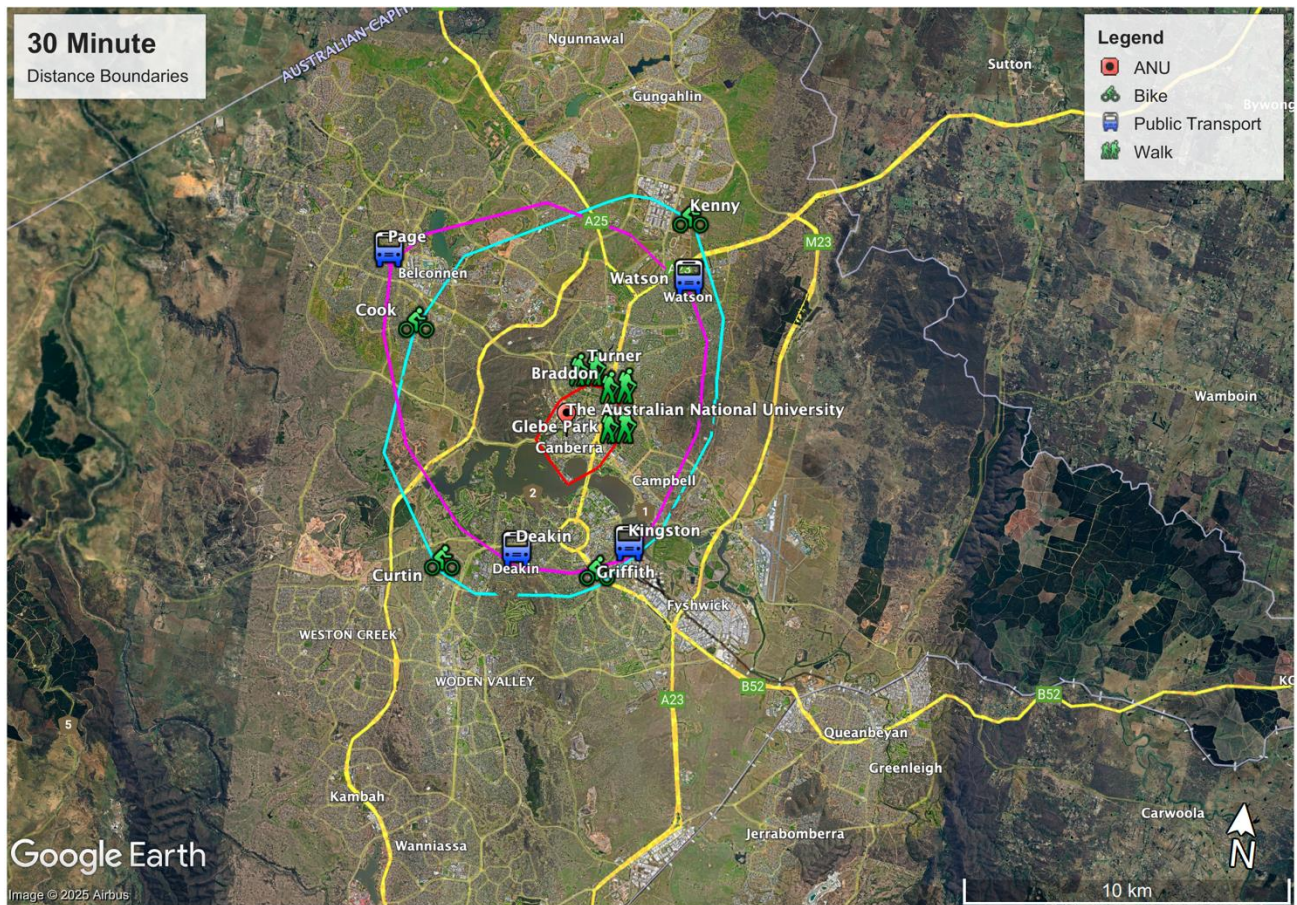 30 Minute
Distance Boundaries
AUSTRALIAN CAPIT
Ngunnawal
Gungahlin
Sutton
Bywong
Legend
ANU
Bike
Public Transport
Walk
Kenny
A25
M23
Page
Belconnen
Watson
Watson
Cook
Turner
Braddon
The Australian National University
Glebe Park
Canberra
Campbell
Wamboin
2
1
Deakin
Deakin
Kingston
Griffith
Curtin
Fyshwick
WESTON CREEK
WODEN VALLEY
A23
B52
B52
KO
5
Queanbeyan
Greenleigh
Kambah
Wanniassa
Jerrabomberra
Carwoola
N
10 km
Google Earth
Image © 2025 Airbus